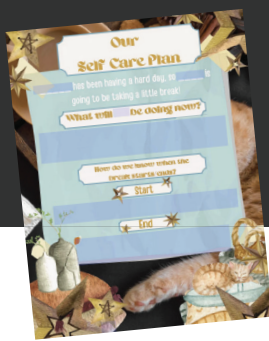 Our
Self Care Plan
has been having a hard day, so is
going to be taking a little break!
What will be doing now?
How do we know when the
break starts/ends?
Start
End